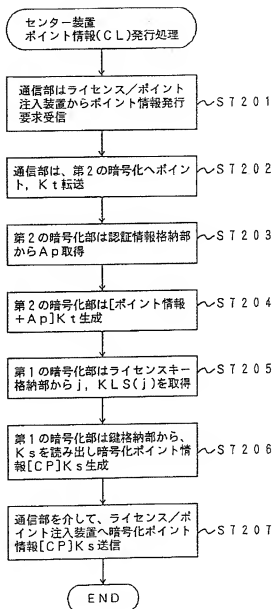 センター装置
ポイント情報(CL)発行処理
通信部はライセンス/ポイント
注入装置からポイント情報発行
要求受信
S7201
通信部は、第2の暗号化へポイン
ト,Kt転送
S7202
第2の暗号化部は認証情報格納部
からAp取得
S7203
第2の暗号化部は[ポイント情報
+Ap]Kt生成
S7204
第1の暗号化部はライセンスキー
格納部からj,KLS(j)を取得
S7205
第1の暗号化部は鍵格納部から、
Ksを読み出し暗号化ポイント情
報[CP]Ks生成
S7206
通信部を介して、ライセンス/ポ
イント注入装置へ暗号化ポイント
情報[CP]Ks送信
S7207
END